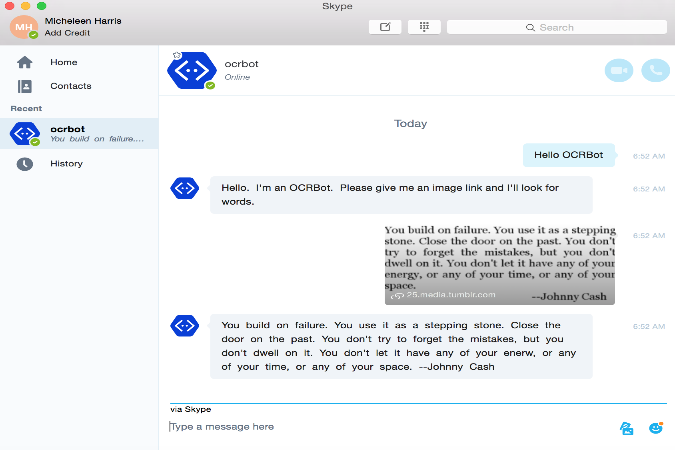 Skype
MH
Micheleen Harris
Add Credit
Search
Home
Contacts
Recent
ocrbot
You build on failure....
History
ocrbot
Online
Today
Hello OCRBot
6:52 AM
Hello. I'm an OCRBot. Please give me an image link and I'll look for
words.
6:52 AM
You build on failure. You use it as a stepping
stone. Close the door on the past. You don't
try to forget the mistakes, but you don't
dwell on it. You don't let it have any of your
energy, or any of your time, or any of your
space.
25.media.tumblr.com
--Johnny Cash
6:52 AM
You build on failure. You use it as a stepping stone. Close the
door on the past. You don't try to forget the mistakes, but you
don't dwell on it. You don't let it have any of your enerw, or any
of your time, or any of your space. --Johnny Cash
6:52 AM
via Skype
Type a message here